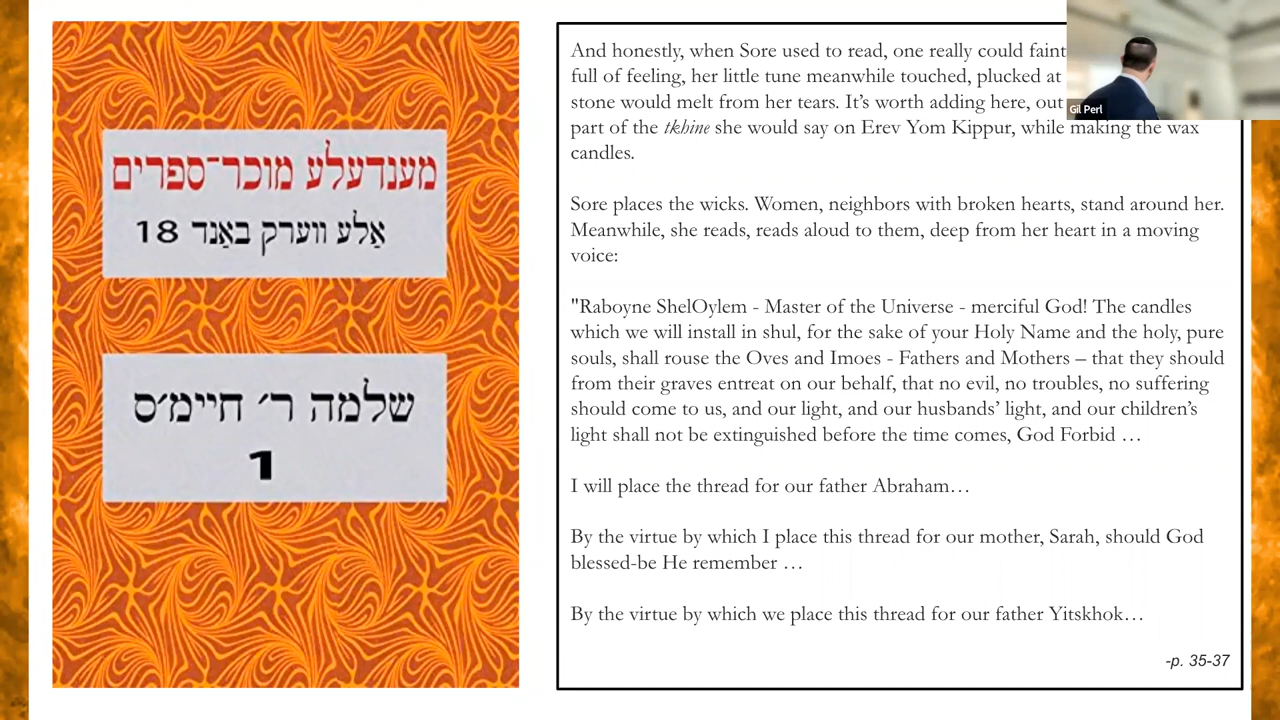 מענדעלע מוכר־ספרים
אַלע ווערק באַנד 18
שלמה ר׳ חיימ׳ס
1
And honestly, when Sore used to read, one really could faint
full of feeling, her little tune meanwhile touched, plucked at
stone would melt from her tears. It’s worth adding here, out
part of the tkhine she would say on Erev Yom Kippur, while making the wax
candles.
Sore places the wicks. Women, neighbors with broken hearts, stand around her.
Meanwhile, she reads, reads aloud to them, deep from her heart in a moving
voice:
"Raboyne ShelOylem - Master of the Universe - merciful God! The candles
which we will install in shul, for the sake of your Holy Name and the holy, pure
souls, shall rouse the Oves and Imoes - Fathers and Mothers – that they should
from their graves entreat on our behalf, that no evil, no troubles, no suffering
should come to us, and our light, and our husbands’ light, and our children’s
light shall not be extinguished before the time comes, God Forbid …
I will place the thread for our father Abraham…
By the virtue by which I place this thread for our mother, Sarah, should God
blessed-be He remember …
By the virtue by which we place this thread for our father Yitskhok…
-p. 35-37
Gil Perl